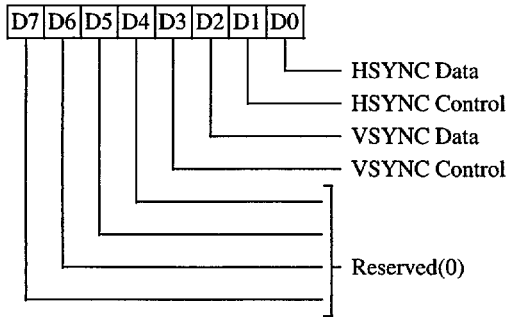 D7 D6 D5 D4 D3 D2 D1 D0
HSYNC Data
HSYNC Control
VSYNC Data
VSYNC Control
Reserved(0)